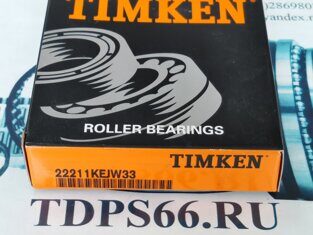 TIMKEN
ROLLER BEARINGS
TIMKEN
22211KEJW33
TDPS66.RU